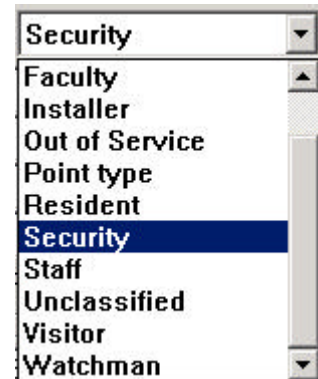 Security
Faculty
Installer
Out of Service
Point type
Resident
Security
Staff
Unclassified
Visitor
Watchman